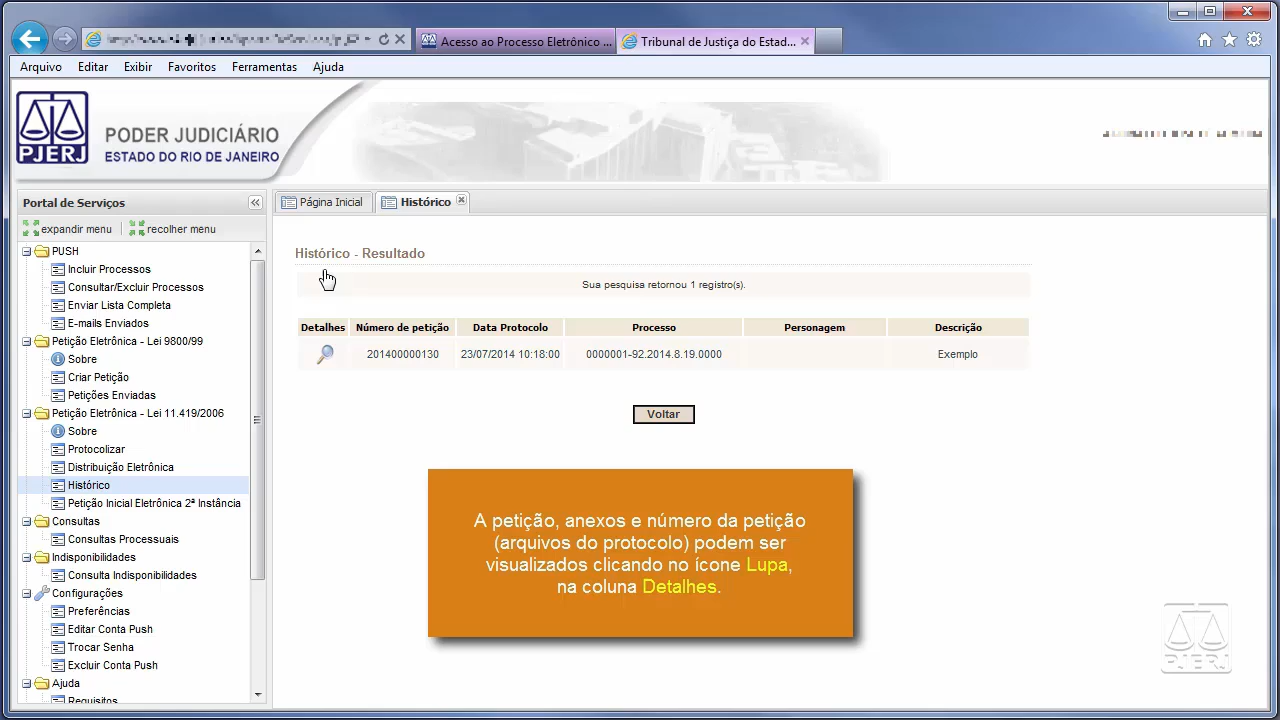 Acesso ao Processo Eletrônico ...
Tribunal de Justiça do Estad...
Arquivo Editar Exibir Favoritos Ferramentas Ajuda
PJERJ
PODER JUDICIÁRIO
ESTADO DO RIO DE JANEIRO
Portal de Serviços
expandir menu recolher menu
PUSH
Incluir Processos
Consultar/Excluir Processos
Enviar Lista Completa
E-mails Enviados
Petição Eletrônica - Lei 9800/99
Sobre
Criar Petição
Petições Enviadas
Petição Eletrônica - Lei 11.419/2006
Sobre
Protocolizar
Distribuição Eletrônica
Histórico
Petição Inicial Eletrônica 2ª Instância
Consultas
Consultas Processuais
Indisponibilidades
Consulta Indisponibilidades
Configurações
Preferências
Editar Conta Push
Trocar Senha
Excluir Conta Push
Ajuda
Requisitos
Página Inicial Histórico
Histórico - Resultado
Sua pesquisa retornou 1 registro(s).
Detalhes Número de petição Data Protocolo Processo Personagem Descrição
201400000130 23/07/2014 10:18:00 0000001-92.2014.8.19.0000 Exemplo
Voltar
A petição, anexos e número da petição
(arquivos do protocolo) podem ser
visualizados clicando no ícone Lupa,
na coluna Detalhes.
PJERJ